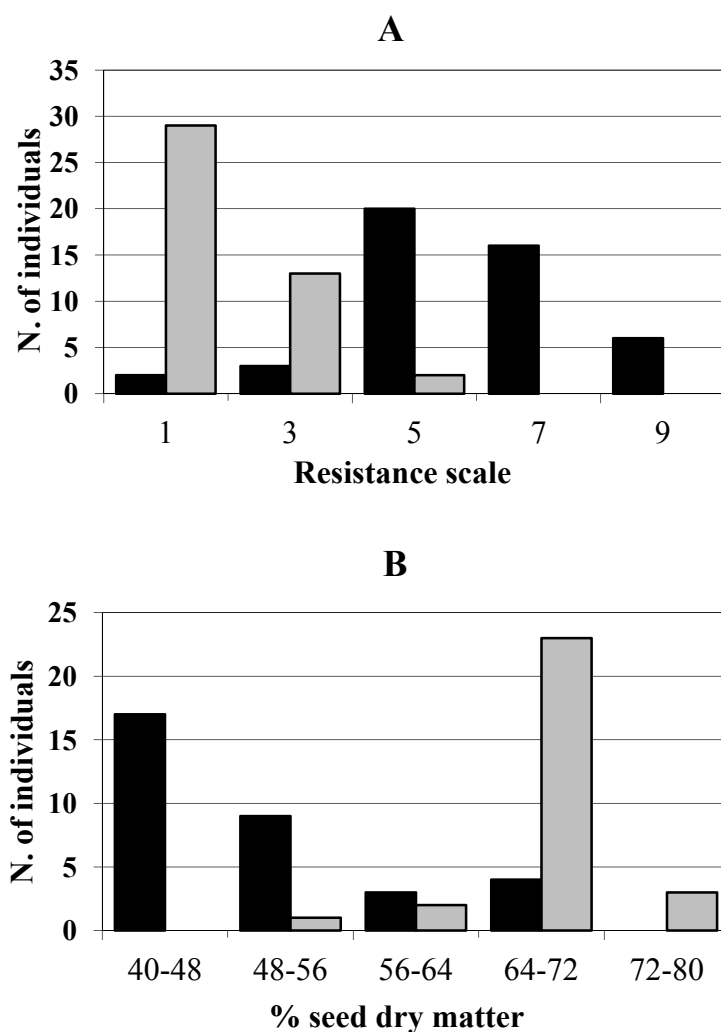 A
35
30
25
20
15
10
5
0
N. of individuals
1 3 5 7 9
Resistance scale
B
25
20
15
10
5
0
N. of individuals
40-48 48-56 56-64 64-72 72-80
% seed dry matter